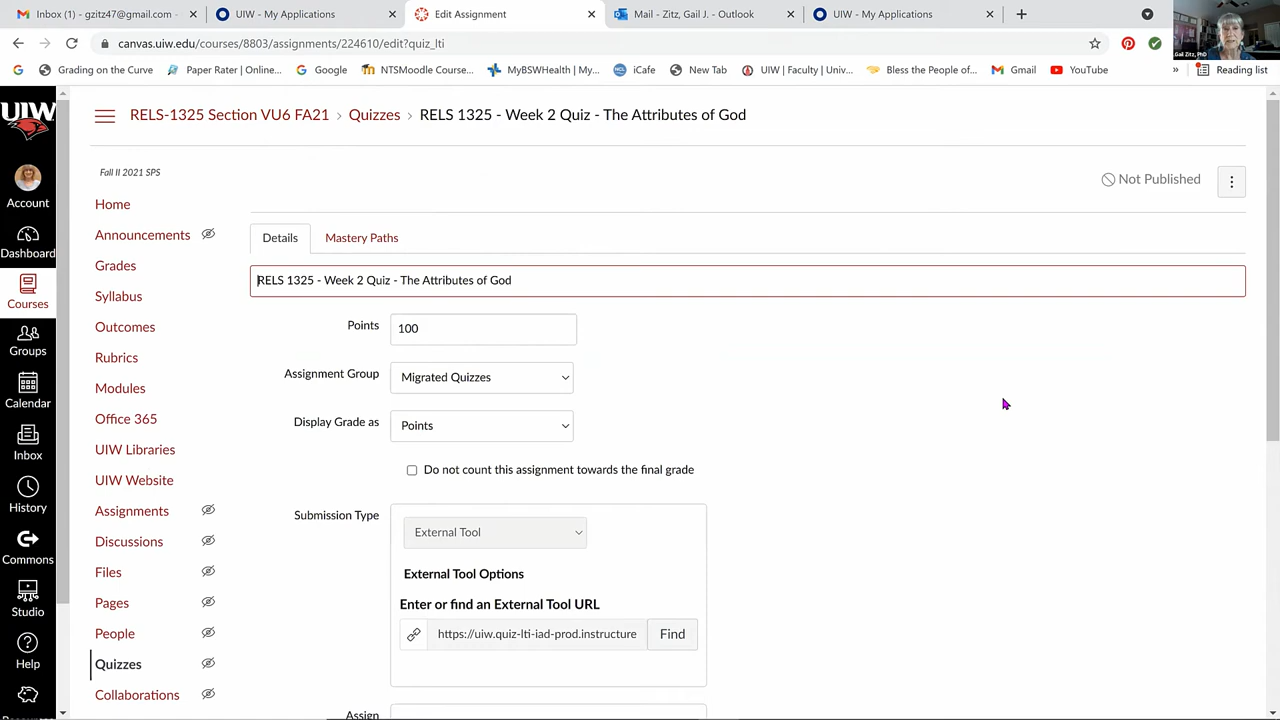 Inbox (1) - gzitz47@gmail.com -
UIW - My Applications
Edit Assignment
Mail - Zitz, Gail J. - Outlook
UIW - My Applications
canvas.uiw.edu/courses/8803/assignments/224610/edit?quiz_lti
Gail Zitz, PhD
Grading on the Curve
Paper Rater | Online...
Google
NTSMoodle Course...
MyBSWHealth | My...
iCafe
New Tab
UIW | Faculty | Univ...
Bless the people of...
Gmail
YouTube
»
Reading list
UIW
RELS-1325 Section VU6 FA21 › Quizzes › RELS 1325 - Week 2 Quiz - The Attributes of God
Fall II 2021 SPS
Not Published
Account
Dashboard
Courses
Groups
Calendar
Inbox
History
Commons
Studio
Help
Home
Announcements
Grades
Syllabus
Outcomes
Rubrics
Modules
Office 365
UIW Libraries
UIW Website
Assignments
Discussions
Files
Pages
People
Quizzes
Collaborations
Details
Mastery Paths
RELS 1325 - Week 2 Quiz - The Attributes of God
Points 100
Assignment Group Migrated Quizzes
Display Grade as Points
Do not count this assignment towards the final grade
Submission Type
External Tool
External Tool Options
Enter or find an External Tool URL
https://uiw.quiz-lti-iad-prod.instructure
Find
Assign